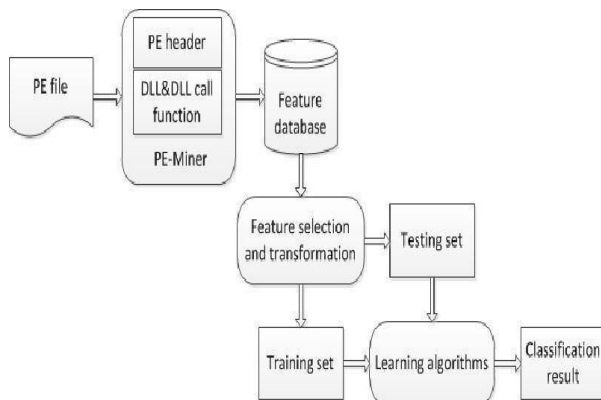 PE file
PE header
DLL&DLL call
function
PE-Miner
Feature
database
Feature selection
and transformation
Testing set
Training set
Learning algorithms
Classification
result